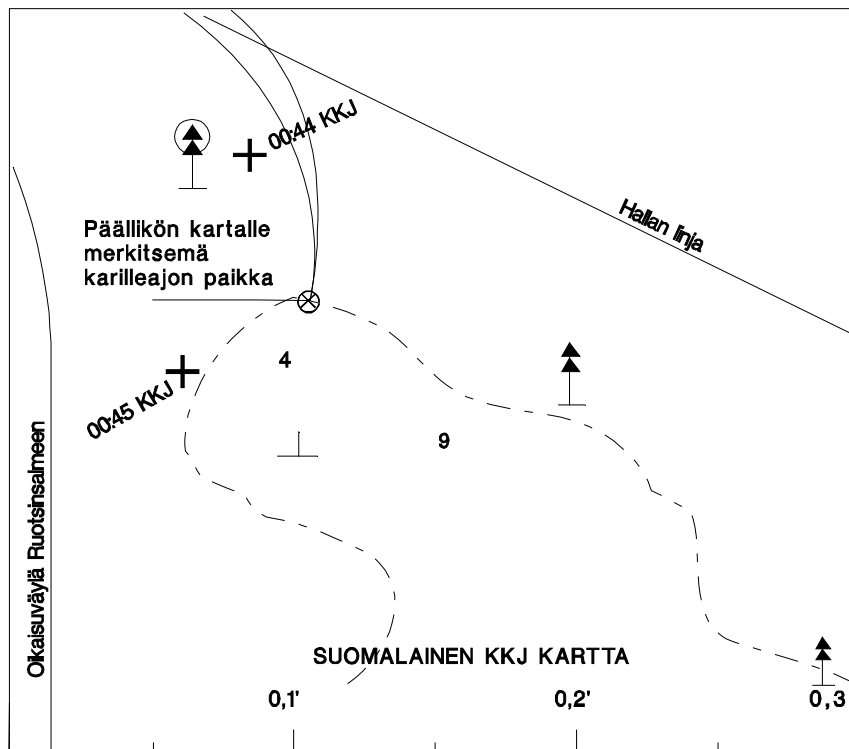 00:44 KKJ
Hallan linja
Päällikön kartalle
merkitsemä
karilleajon paikka
4
00:45 KKJ
9
Oikaisuväylä Ruotsinsalmeen
SUOMALAINEN KKJ KARTTA
0,1' 0,2' 0,3